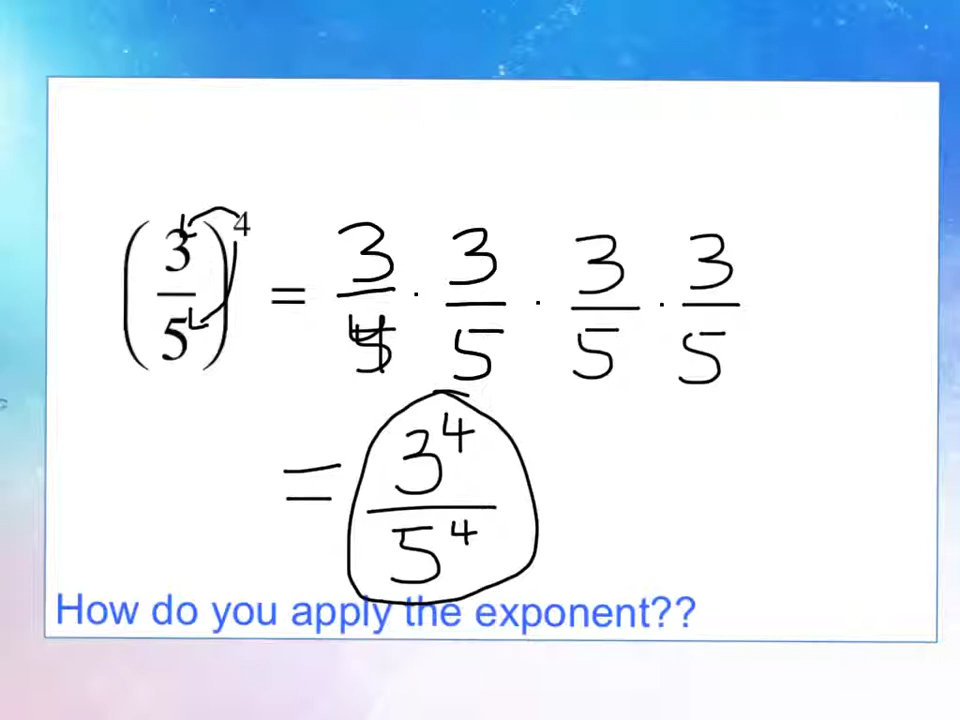 (3/5)^4 = 3/5 · 3/5 · 3/5 · 3/5
= 3^4/5^4
How do you apply the exponent??